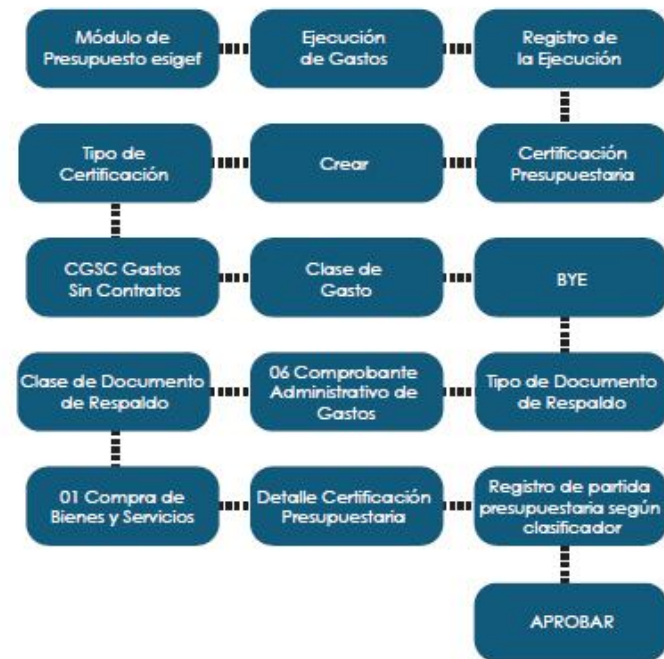 Módulo de
Presupuesto esigef
Ejecución
de Gastos
Registro de
la Ejecución
Tipo de
Certificación
Crear
Certificación
Presupuestaria
CGSC Gastos
Sin Contratos
Clase de
Gasto
BYE
Clase de Documento
de Respaldo
06 Comprobante
Administrativo de
Gastos
Tipo de Documento
de Respaldo
01 Compra de
Bienes y Servicios
Detalle Certificación
Presupuestaria
Registro de partida
presupuestaria según
clasificador
APROBAR